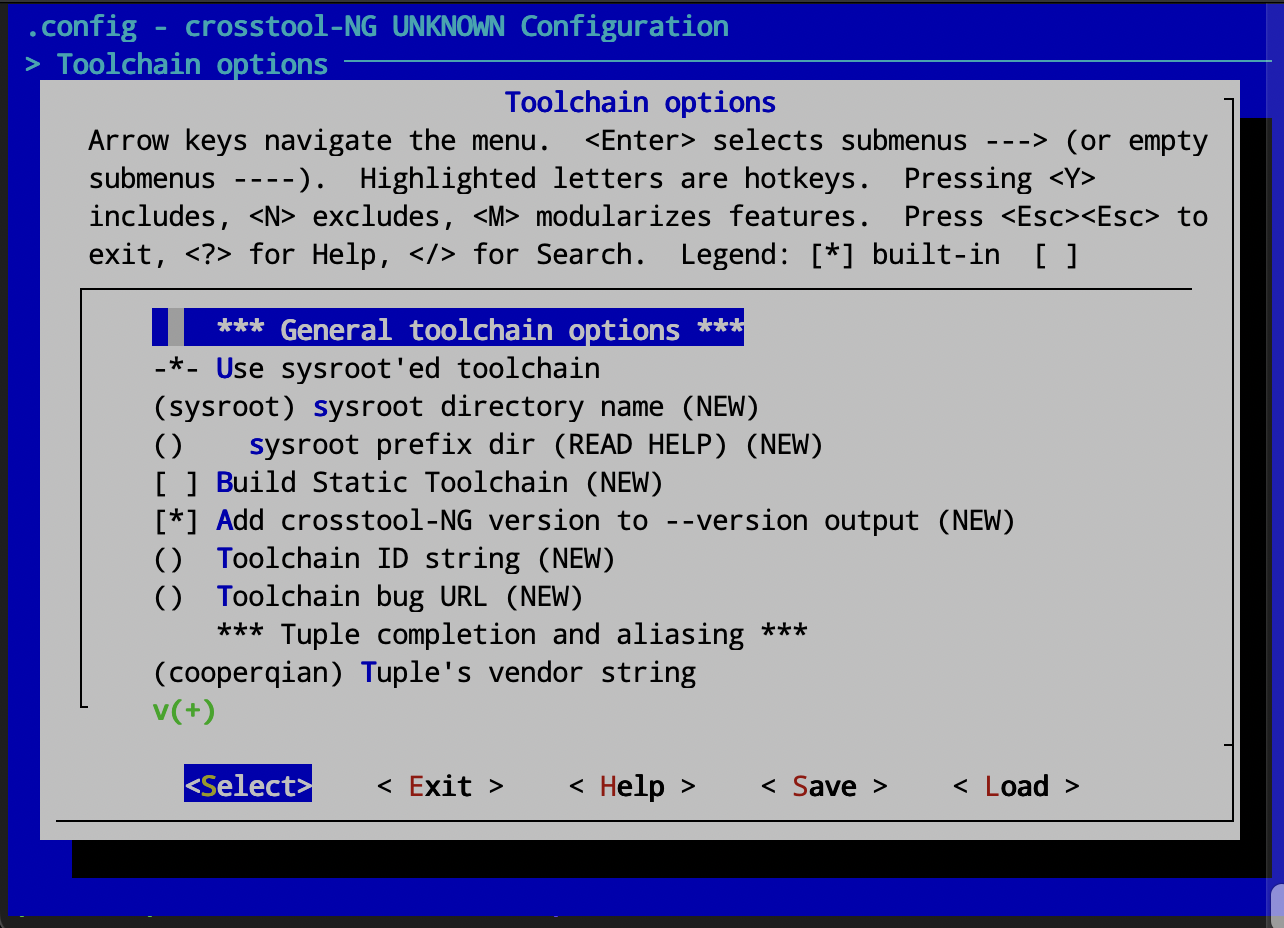 .config - crosstool-NG UNKNOWN Configuration
> Toolchain options
Toolchain options
Arrow keys navigate the menu.  <Enter> selects submenus ---> (or empty
submenus ----).  Highlighted letters are hotkeys.  Pressing <Y>
includes, <N> excludes, <M> modularizes features.  Press <Esc><Esc> to
exit, <?> for Help, </> for Search.  Legend: [*] built-in  [ ]
*** General toolchain options ***
-*- Use sysroot'ed toolchain
(sysroot) sysroot directory name (NEW)
()    sysroot prefix dir (READ HELP) (NEW)
[ ] Build Static Toolchain (NEW)
[*] Add crosstool-NG version to --version output (NEW)
()  Toolchain ID string (NEW)
()  Toolchain bug URL (NEW)
*** Tuple completion and aliasing ***
(cooperqian) Tuple's vendor string
v(+)
<Select>    < Exit >    < Help >    < Save >    < Load >